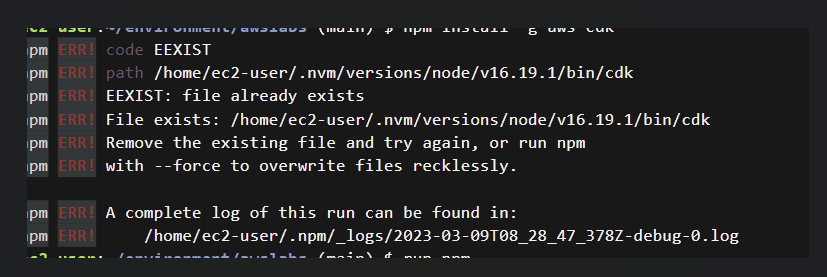 ec2-user:~/environment/awslabs (main) $ npm install -g aws-cdk
npm ERR! code EEXIST
npm ERR! path /home/ec2-user/.nvm/versions/node/v16.19.1/bin/cdk
npm ERR! EEXIST: file already exists
npm ERR! File exists: /home/ec2-user/.nvm/versions/node/v16.19.1/bin/cdk
npm ERR! Remove the existing file and try again, or run npm
npm ERR! with --force to overwrite files recklessly.
npm ERR! A complete log of this run can be found in:
npm ERR!     /home/ec2-user/.npm/_logs/2023-03-09T08_28_47_378Z-debug-0.log
ec2-user:~/environment/awslabs (main) $ run npm